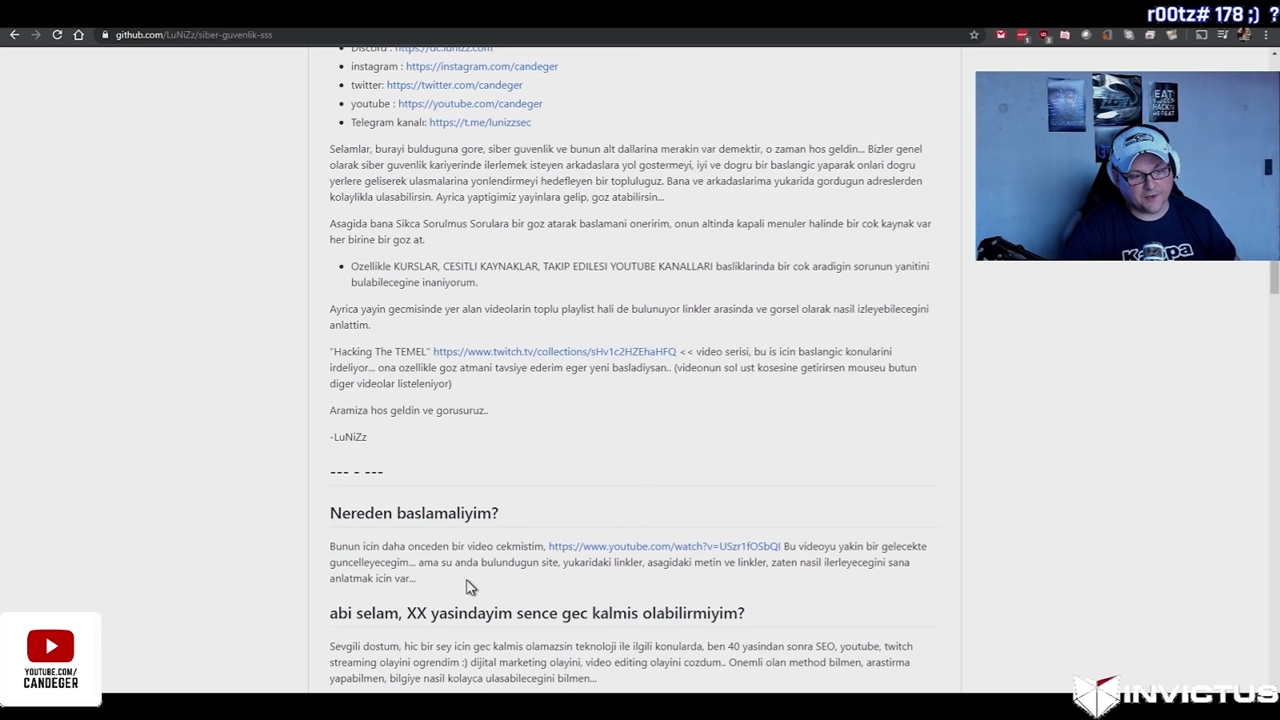 r00tz# 178 ;) ?
github.com/LuNiZz/siber-guvenlik-sss
Discord : https://dc.lunizz.com
instagram : https://instagram.com/candeger
twitter: https://twitter.com/candeger
youtube : https://youtube.com/candeger
Telegram kanalı: https://t.me/lunizzsec
Selamlar, burayi bulduguna gore, siber guvenlik ve bunun alt dallarina merakin var demektir, o zaman hos geldin... Bizler genel
olarak siber guvenlik kariyerinde ilerlemek isteyen arkadaslara yol gostermeyi, iyi ve dogru bir baslangic yaparak onlari dogru
yerlere geliserek ulasmalarina yonlendirmeyi hedefleyen bir topluluguz. Bana ve arkadaslarima yukarida gordugun adreslerden
kolaylikla ulasabilirsin. Ayrica yaptigimiz yayinlara gelip, goz atabilirsin...
Asagida bana Sikca Sorulmus Sorulara bir goz atarak baslamani oneririm, onun altinda kapali menuler halinde bir cok kaynak var
her birine bir goz at.
Ozellikle KURSLAR, CESITLI KAYNAKLAR, TAKIP EDILESI YOUTUBE KANALLARI basliklarinda bir cok aradigin sorunun yanitini
bulabilecegine inaniyorum.
Ayrica yayin gecmisinde yer alan videolarin toplu playlist hali de bulunuyor linkler arasinda ve gorsel olarak nasil izleyebilecegini
anlattim.
"Hacking The TEMEL" https://www.twitch.tv/collections/sHv1c2HZEhaHFQ << video serisi, bu is icin baslangic konularini
irdeliyor... ona ozellikle goz atmani tavsiye ederim eger yeni basladiysan.. (videonun sol ust kosesine getirirsen mouseu butun
diger videolar listeleniyor)
Aramiza hos geldin ve gorusuruz..
-LuNiZz
--- - ---
Nereden baslamaliyim?
Bunun icin daha onceden bir video cekmistim, https://www.youtube.com/watch?v=USzr1fOSbQI Bu videoyu yakin bir gelecekte
guncelleyecegim... ama su anda bulundugun site, yukaridaki linkler, asagidaki metin ve linkler, zaten nasil ilerleyecegini sana
anlatmak icin var...
abi selam, XX yasindayim sence gec kalmis olabilirmiyim?
Sevgili dostum, hic bir sey icin gec kalmis olamazsin teknoloji ile ilgili konularda, ben 40 yasindan sonra SEO, youtube, twitch
streaming olayini ogrendim :) dijital marketing olayini, video editing olayini cozdum.. Onemli olan method bilmen, arastirma
yapabilmen, bilgiye nasil kolayca ulasabilecegini bilmen...
YOUTUBE.COM/
CANDEGER
INVICTUS